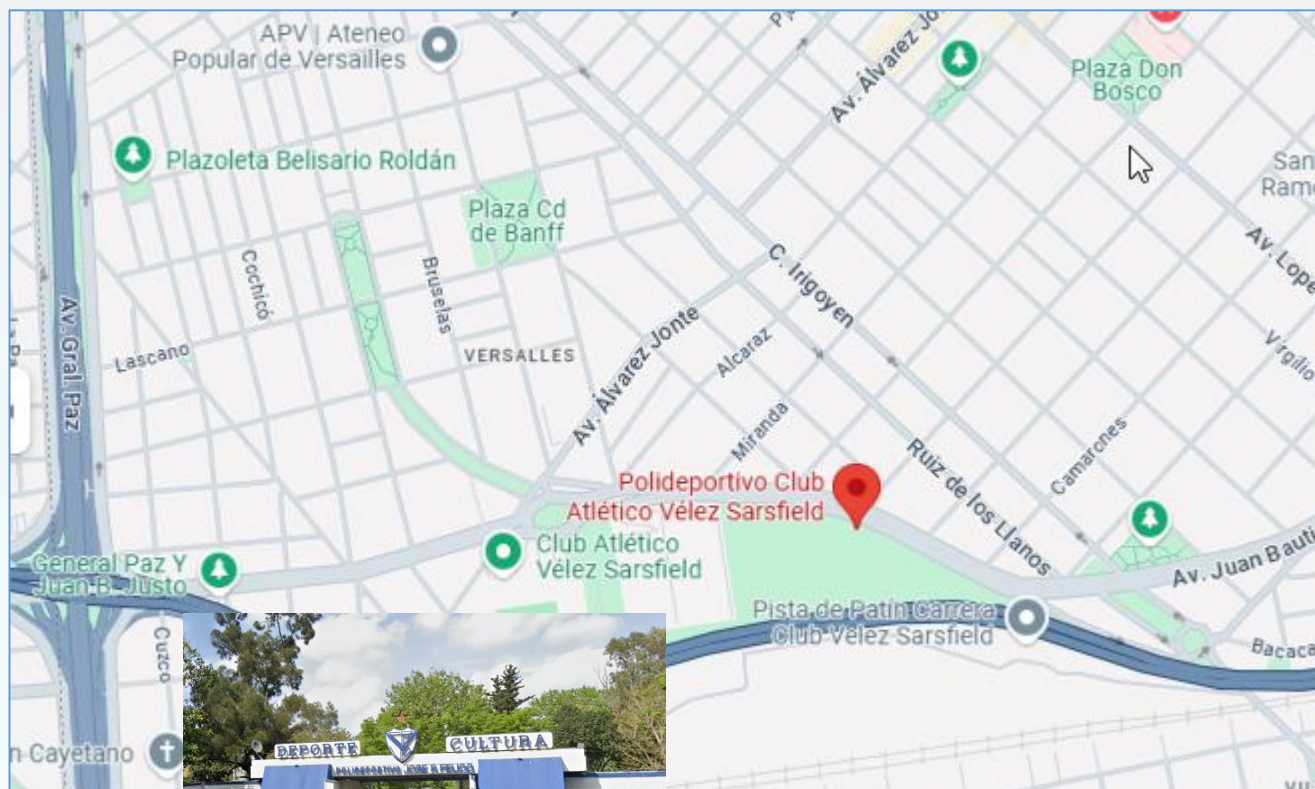 APV | Ateneo
Popular de Versailles
Av. Álvarez Jo
Plaza Don
Bosco
Plazoleta Belisario Roldán
San
Ram
Plaza Cd
de Banff
Cochicó
Bruselas
Av. Lope
C. Irigoyen
Av. Gral. Paz
Lascano
VERSALLES
Av. Álvarez Jonte
Alcaraz
Virgilio
Miranda
Camarones
Ruiz de los Llanos
Polideportivo Club
Atlético Vélez Sarsfield
Club Atlético
Vélez Sarsfield
General Paz Y
Juan B. Justo
Av. Juan Bauti
Pista de Patín Carrera
Club Vélez Sarsfield
Cuzco
Bacaca
n Cayetano
DEPORTE
CULTURA
POLIDEPORTIVO JOSE